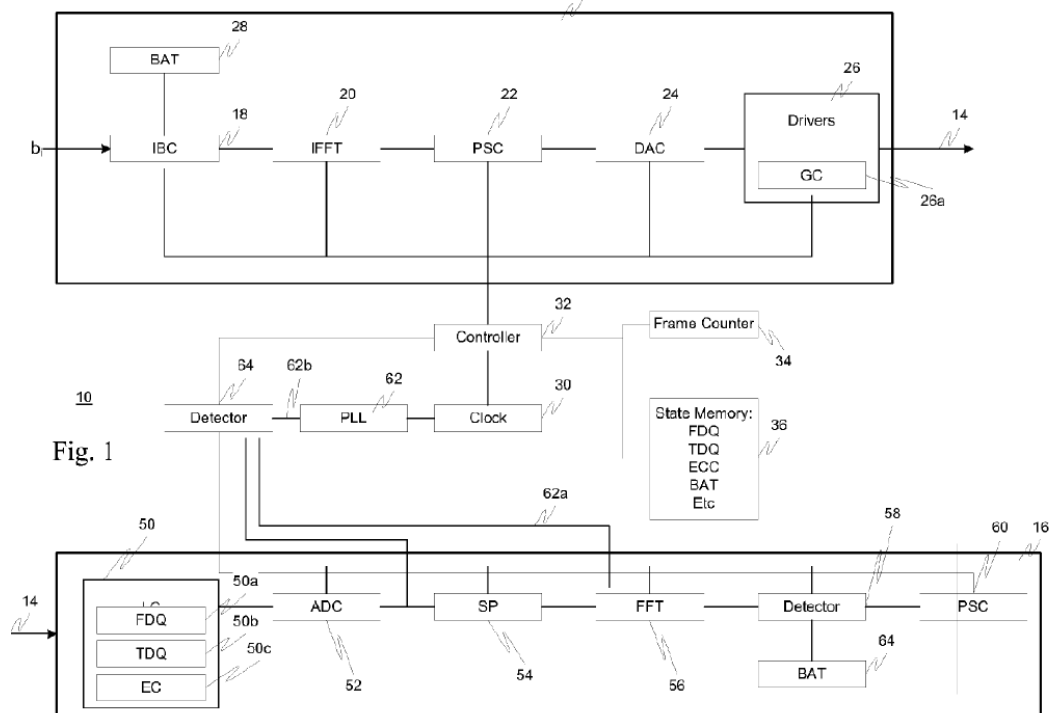 28
BAT
18
20
22
24
26
Drivers
14
b
IBC
IFFT
PSC
DAC
GC
26a
32
Controller
Frame Counter
34
64
62b
62
30
10
Detector
PLL
Clock
Fig. 1
State Memory:
FDQ
TDQ
ECC
BAT
Etc
36
62a
50
58
60
16
50a
14
FDQ
ADC
SP
FFT
Detector
PSC
50b
TDQ
50c
EC
52
54
56
BAT
64